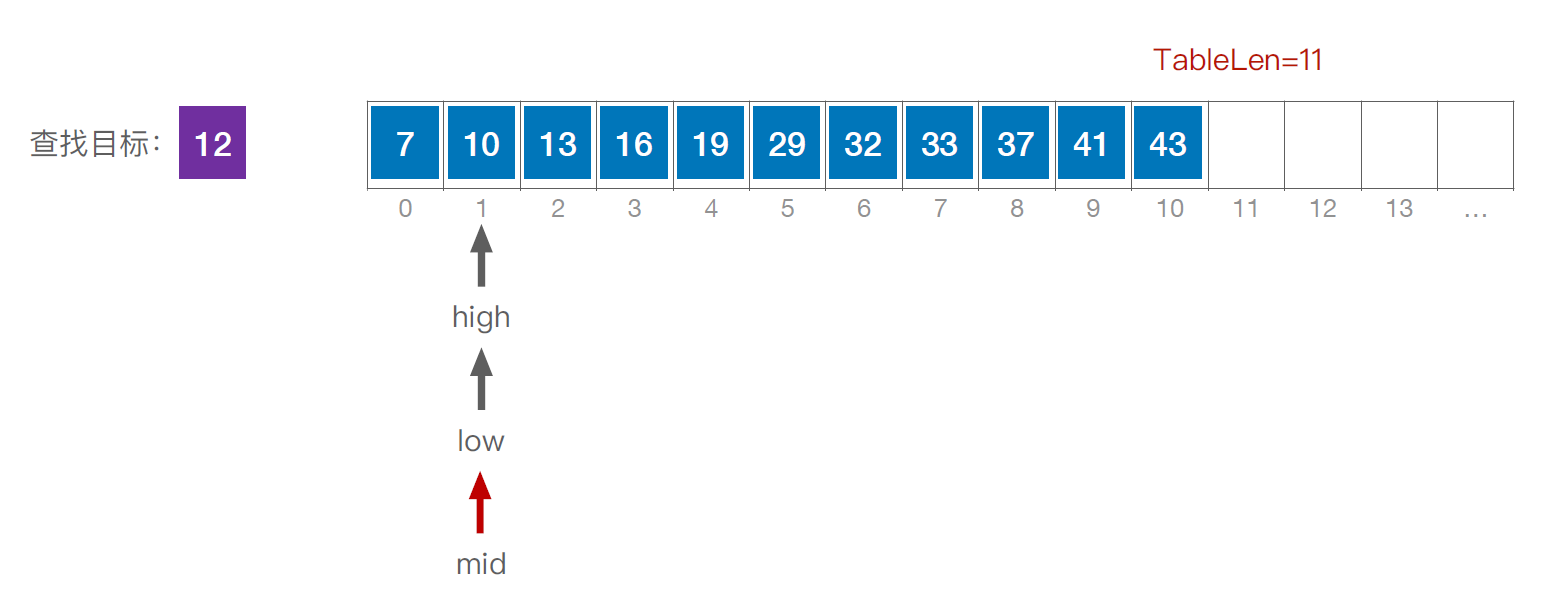 TableLen=11
查找目标： 12 7 10 13 16 19 29 32 33 37 41 43
0 1 2 3 4 5 6 7 8 9 10 11 12 13 ...
high
low
mid